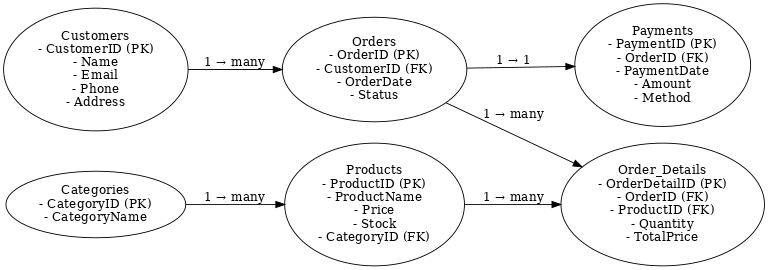 Customers
- CustomerID (PK)
- Name
- Email
- Phone
- Address
1 → many
Orders
- OrderID (PK)
- CustomerID (FK)
- OrderDate
- Status
1 → 1
Payments
- PaymentID (PK)
- OrderID (FK)
- PaymentDate
- Amount
- Method
1 → many
Categories
- CategoryID (PK)
- CategoryName
1 → many
Products
- ProductID (PK)
- ProductName
- Price
- Stock
- CategoryID (FK)
1 → many
Order_Details
- OrderDetailID (PK)
- OrderID (FK)
- ProductID (FK)
- Quantity
- TotalPrice